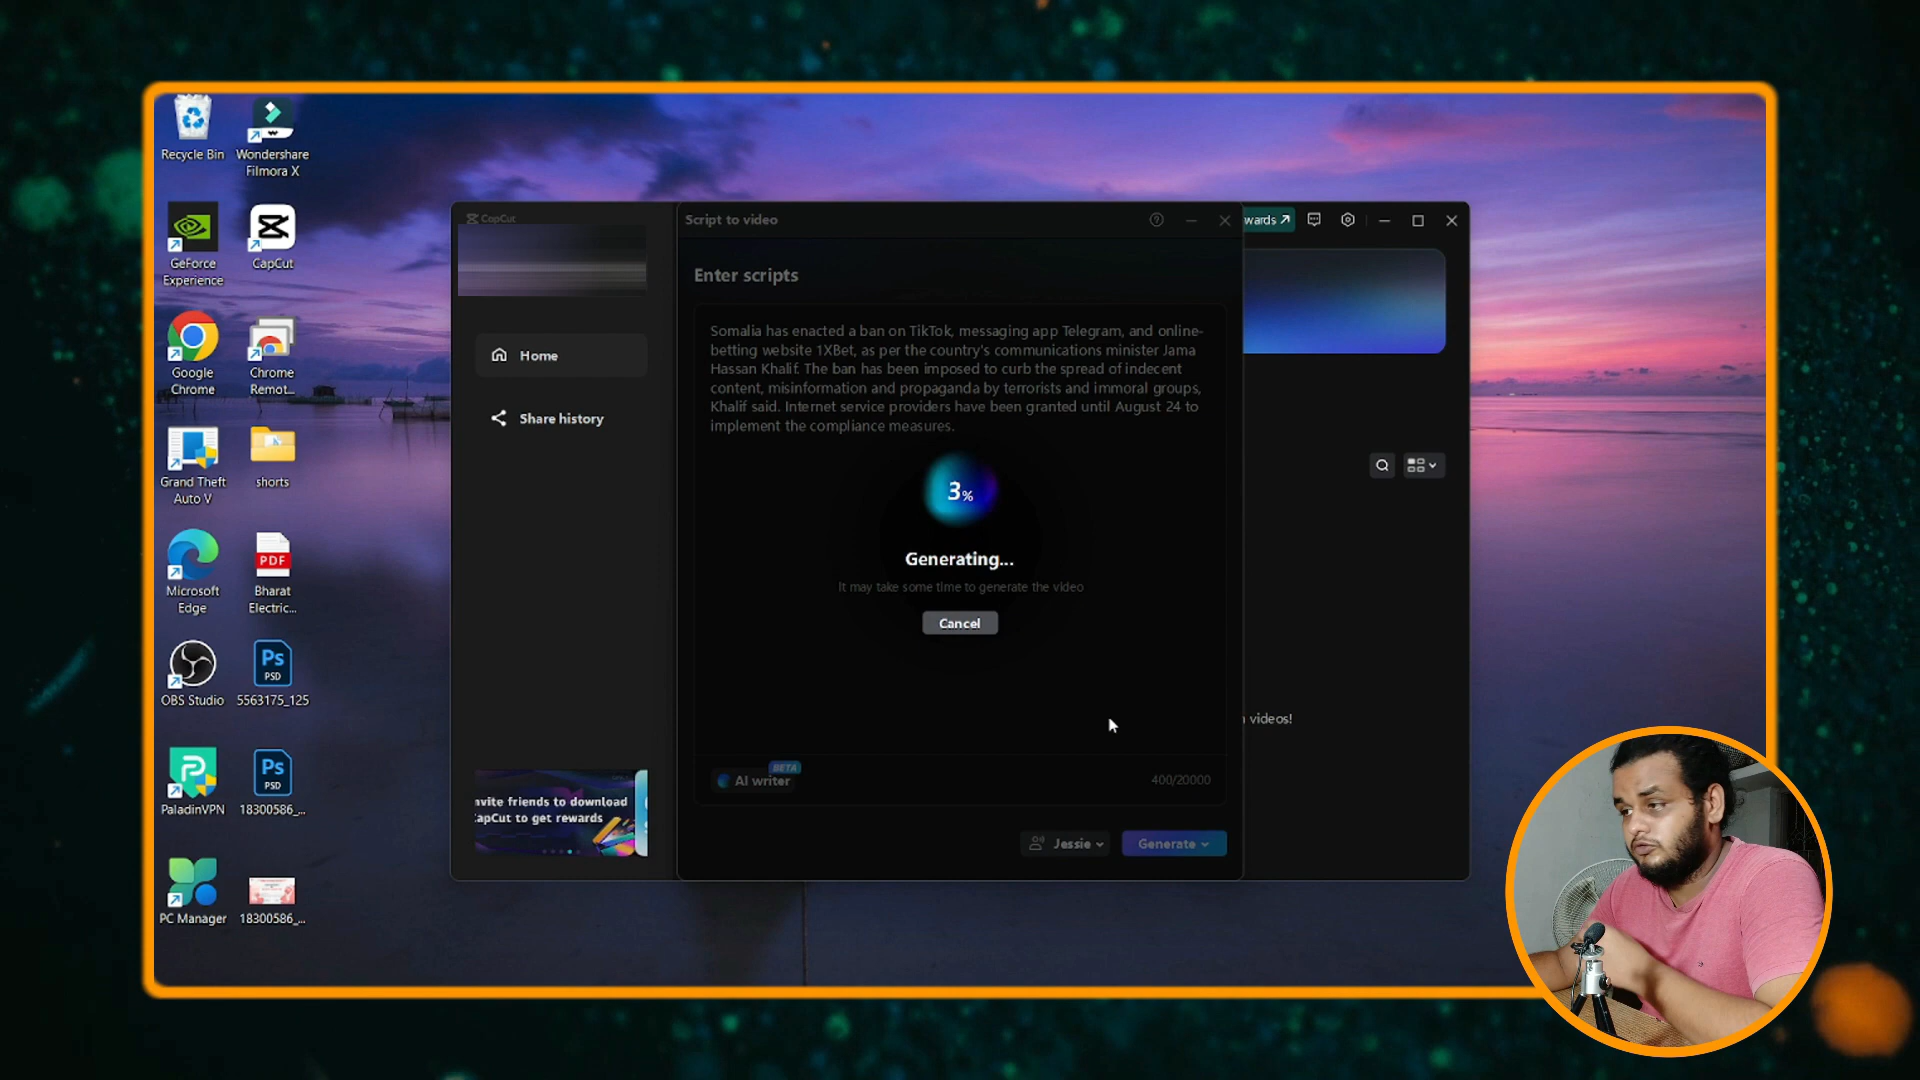 Recycle Bin
Wondershare
Filmora X
GeForce
Experience
CapCut
Google
Chrome
Chrome
Remot...
Grand Theft
Auto V
shorts
Microsoft
Edge
PDF
Bharat
Electric...
OBS Studio
Ps
PSD
5563175_125
PaladinVPN
Ps
PSD
18300586_...
PC Manager
18300586_...
CapCut
Home
Share history
nvite friends to download
CapCut to get rewards
Script to video
Enter scripts
Somalia has enacted a ban on TikTok, messaging app Telegram, and online-
betting website 1XBet, as per the country's communications minister Jama
Hassan Khalif. The ban has been imposed to curb the spread of indecent
content, misinformation and propaganda by terrorists and immoral groups,
Khalif said. Internet service providers have been granted until August 24 to
implement the compliance measures.
3%
Generating...
It may take some time to generate the video
Cancel
AI writer
BETA
400/20000
Jessie
Generate
wards
videos!